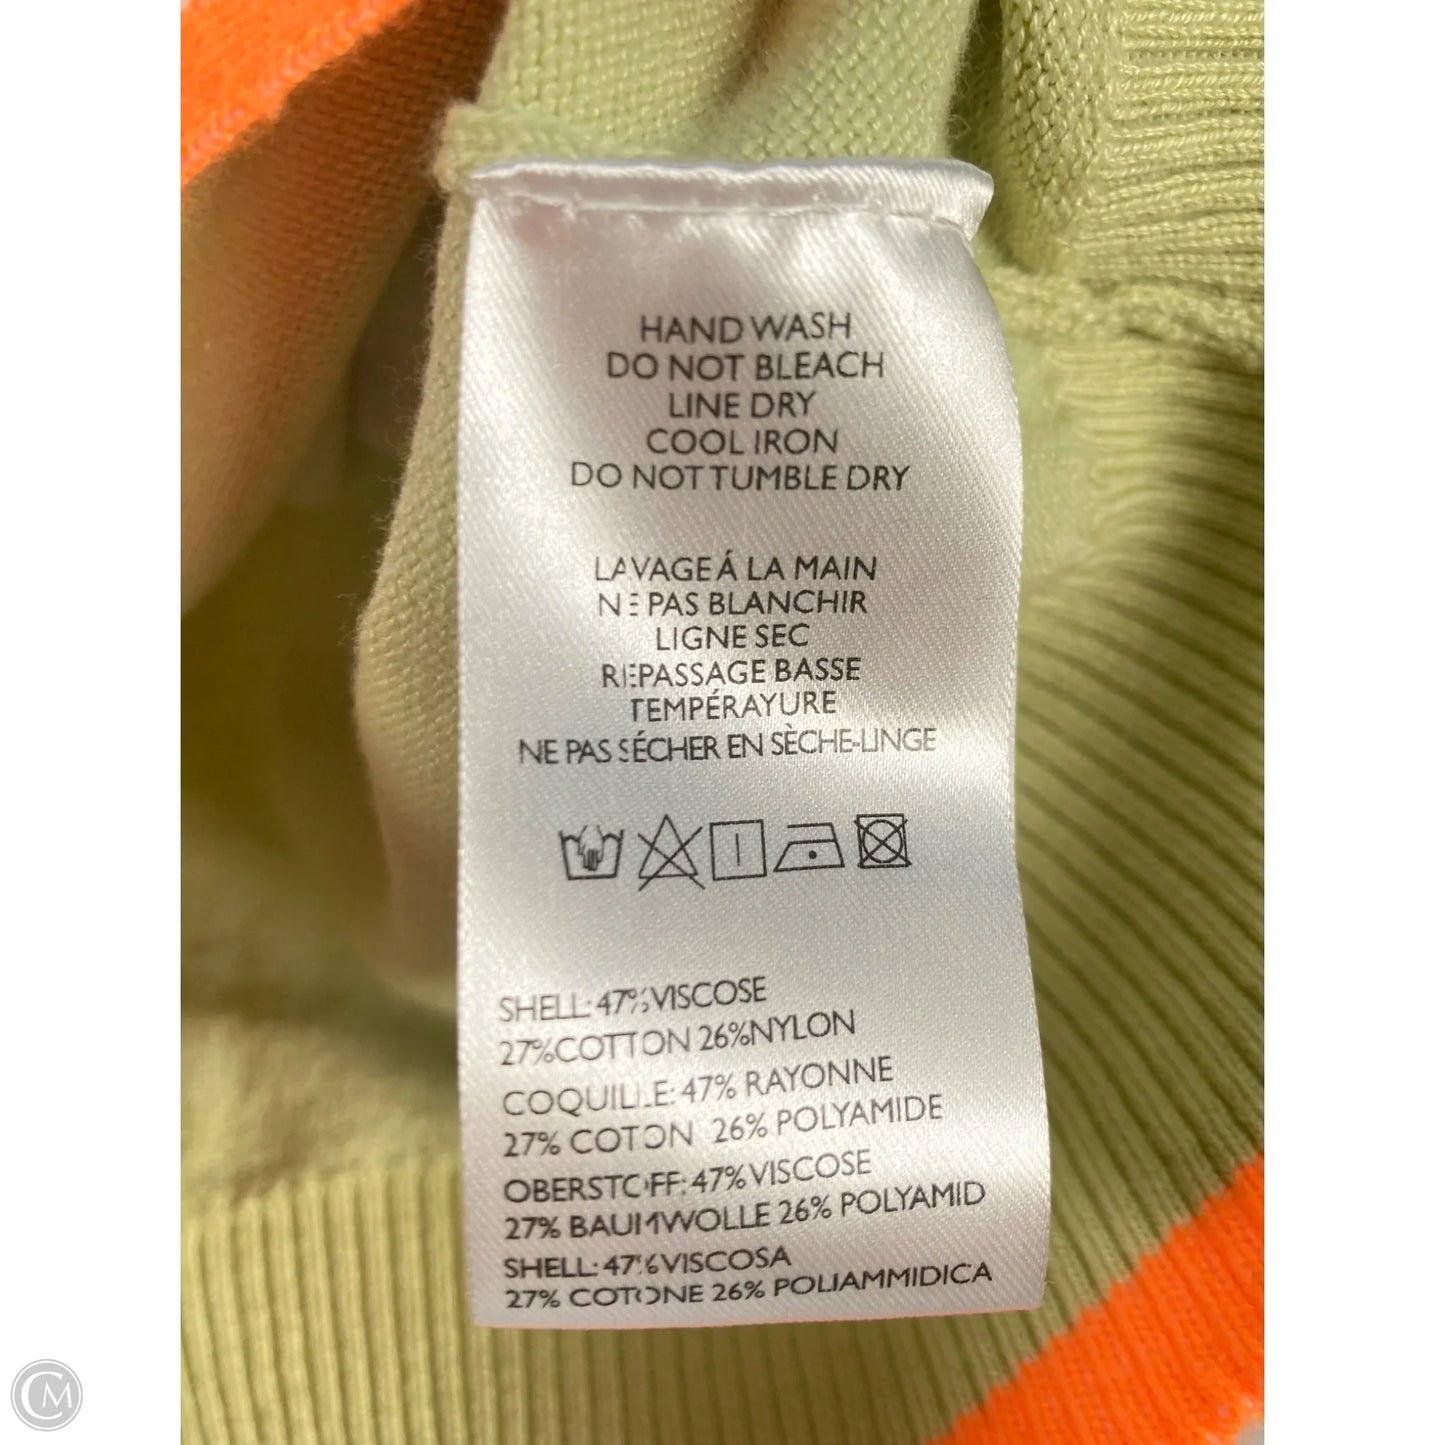 HAND WASH
DO NOT BLEACH
LINE DRY
COOL IRON
DO NOT TUMBLE DRY
LAVAGE Á LA MAIN
NE PAS BLANCHIR
LIGNE SEC
REPASSAGE BASSE
TEMPÉRAYURE
NE PAS SÉCHER EN SÈCHE-LINGE
SHELL: 47%VISCOSE
27%COTTON 26%NYLON
COQUILLE: 47% RAYONNE
27% COTON 26% POLYAMIDE
OBERSTOFF: 47%VISCOSE
27% BAUMWOLLE 26% POLYAMID
SHELL: 47%VISCOSA
27% COTONE 26% POLIAMMIDICA
CM